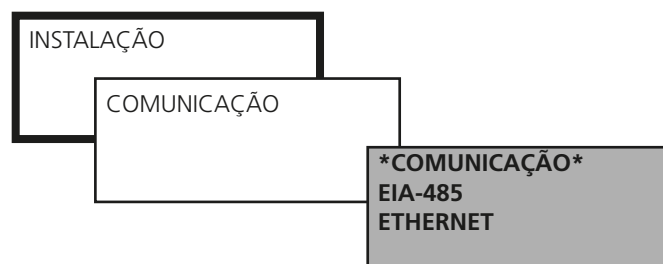 INSTALAÇÃO
COMUNICAÇÃO
*COMUNICAÇÃO*
EIA-485
ETHERNET